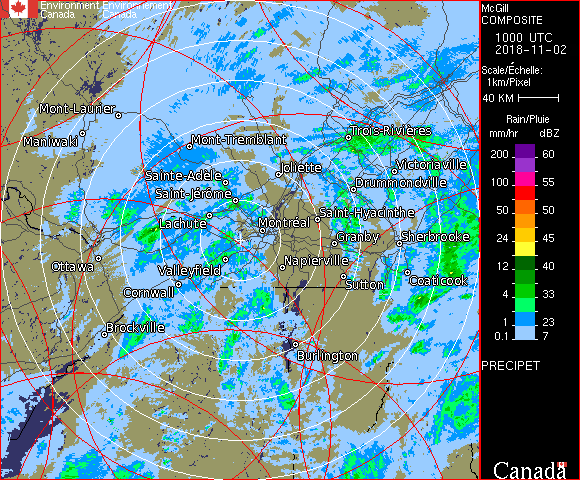 Environment Environnement
Canada Canada
McGill
COMPOSITE
1000 UTC
2018-11-02
Scale/Échelle:
1km/Pixel
40 KM
Rain/Pluie
mm/hr dBZ
200 60
150 57
100 55
50 50
24 45
12 40
4 33
1 23
0.1 7
PRECIPET
Canada
Mont-Laurier
Maniwaki
Mont-Tremblant
Trois-Rivières
Joliette
Victoriaville
Sainte-Adèle
Drummondville
Saint-Jérôme
Lachute
Montréal
Saint-Hyacinthe
Granby
Sherbrooke
Ottawa
Valleyfield
Napierville
Cornwall
Sutton
Coaticook
Brockville
Burlington